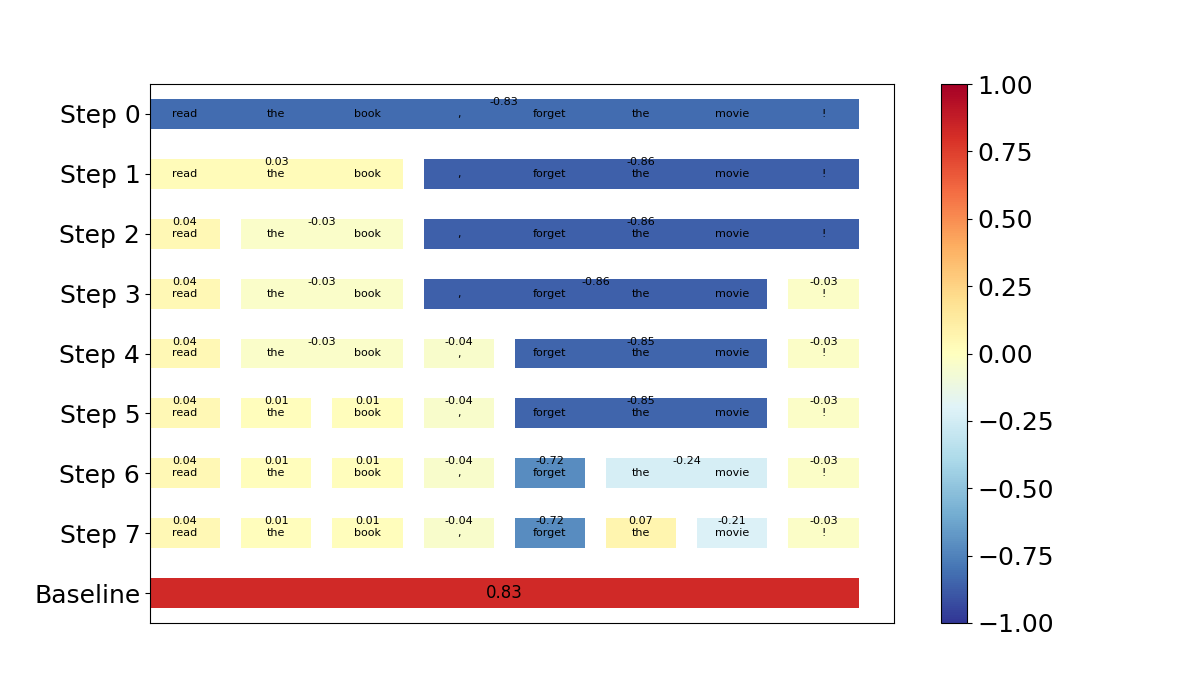 -0.83
Step 0 read the book , forget the movie !
0.03 -0.86
Step 1 read the book , forget the movie !
0.04 -0.03 -0.86
Step 2 read the book , forget the movie !
0.04 -0.03 -0.86 -0.03
Step 3 read the book , forget the movie !
0.04 -0.03 -0.04 -0.85 -0.03
Step 4 read the book , forget the movie !
0.04 0.01 0.01 -0.04 -0.85 -0.03
Step 5 read the book , forget the movie !
0.04 0.01 0.01 -0.04 -0.72 -0.24 -0.03
Step 6 read the book , forget the movie !
0.04 0.01 0.01 -0.04 -0.72 0.07 -0.21 -0.03
Step 7 read the book , forget the movie !
Baseline 0.83
1.00
0.75
0.50
0.25
0.00
−0.25
−0.50
−0.75
−1.00